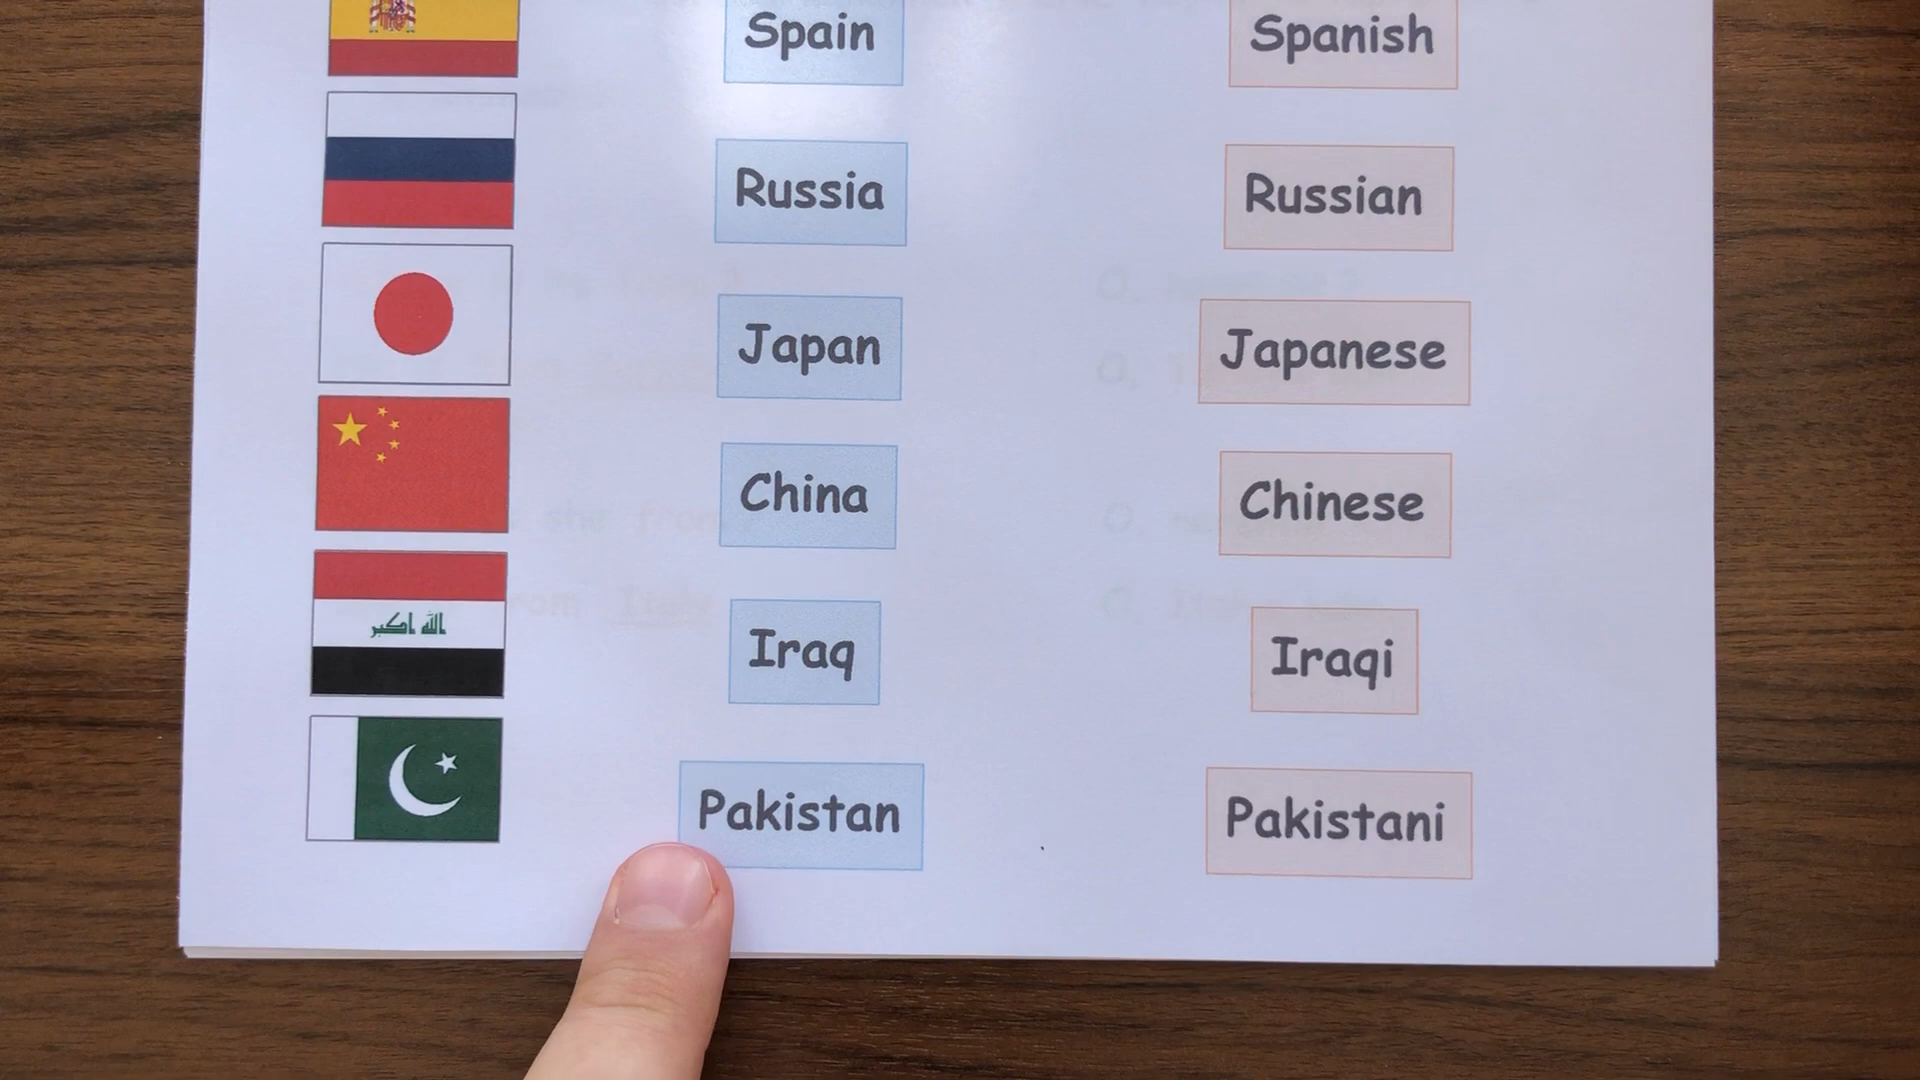 Spain Spanish
Russia Russian
Japan Japanese
China Chinese
الله اكبر
Iraq Iraqi
Pakistan Pakistani